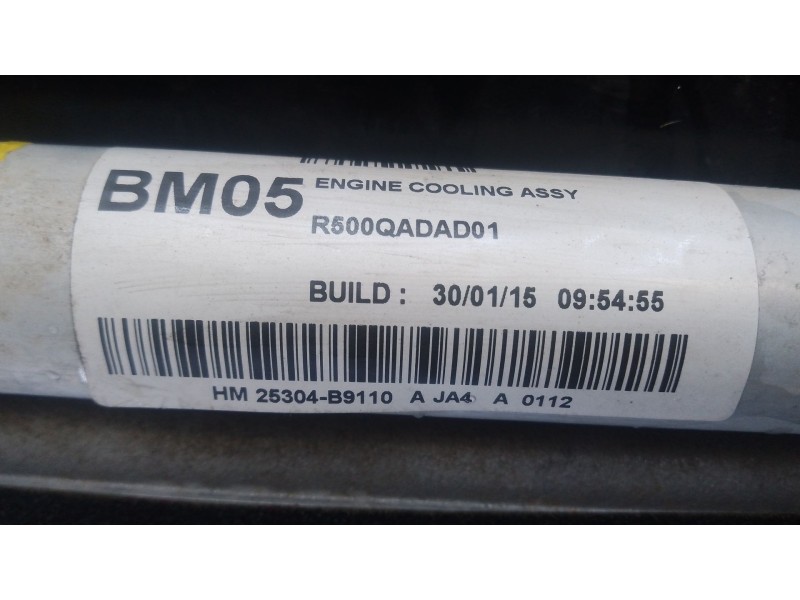 BM05 ENGINE COOLING ASSY
R500QADAD01
BUILD : 30/01/15 09:54:55
HM 25304-B9110 A JA4 A 0112